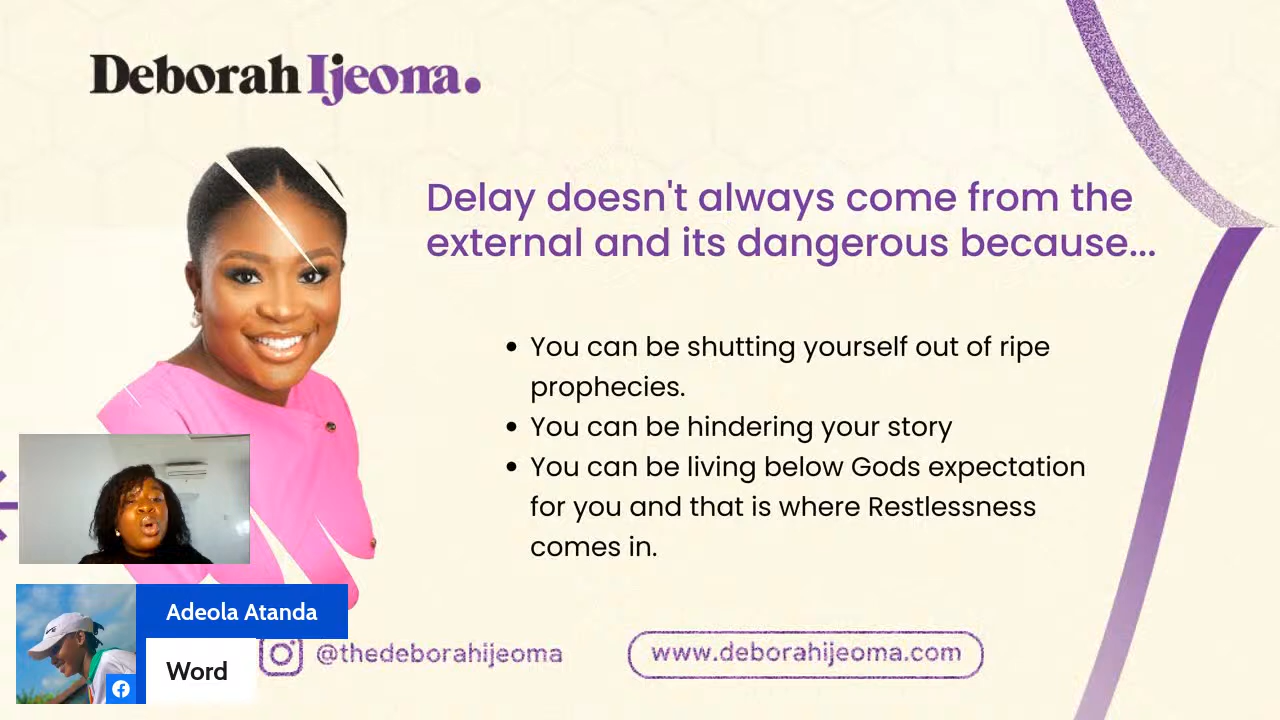 Deborah Ijeoma.
Delay doesn't always come from the
external and its dangerous because...
• You can be shutting yourself out of ripe
prophecies.
• You can be hindering your story
• You can be living below Gods expectation
for you and that is where Restlessness
comes in.
Adeola Atanda
Word
@thedeborahijeoma
www.deborahijeoma.com